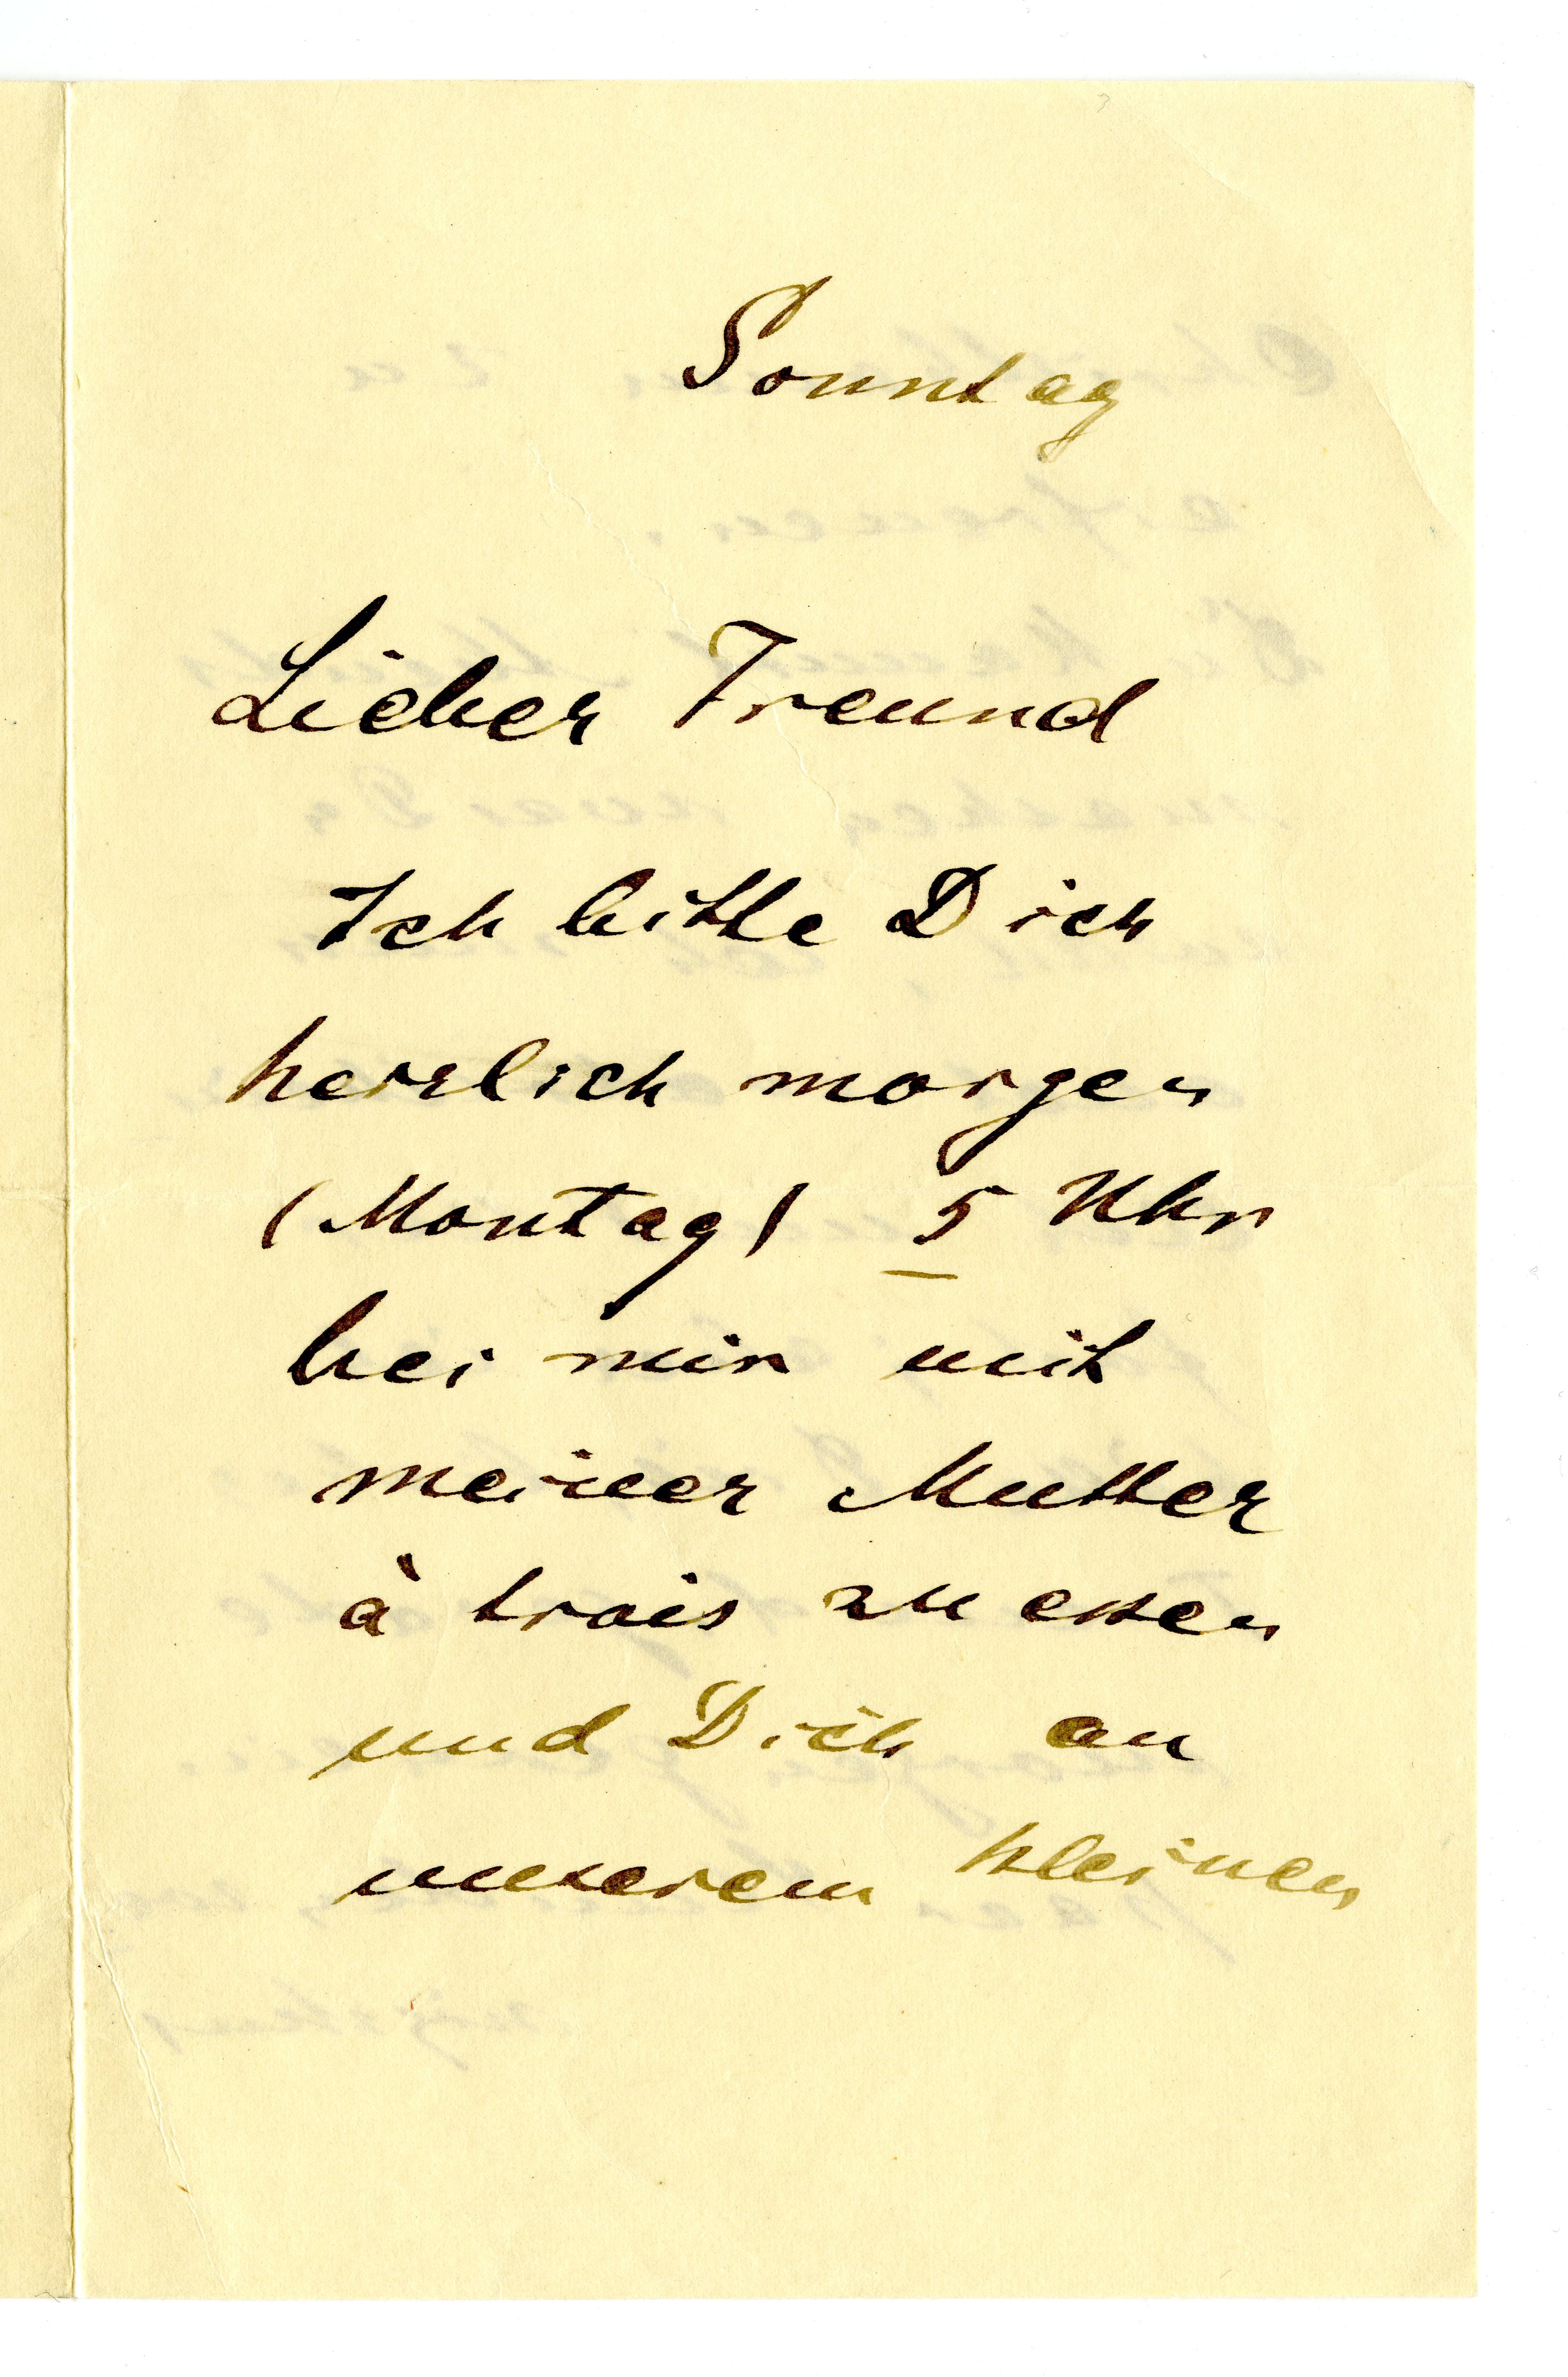 Sonntag
Lieber Freund
Ich bitte Dich
herzlich morgen
(Montag) 5 Uhr
bei mir mit
meiner Mutter
à trois zu essen
und Dich an
unserem kleinen